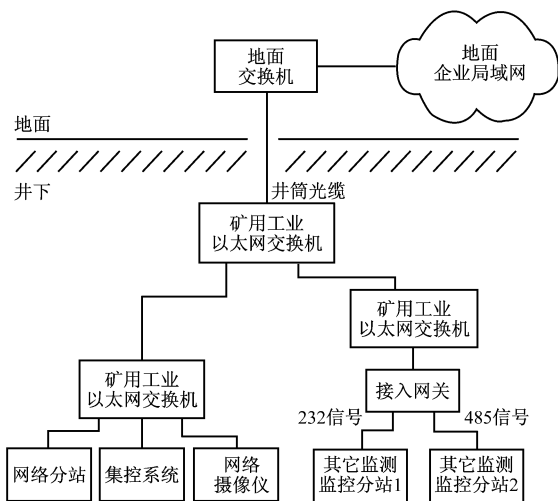 地面
交换机
地面
企业局域网
地面
井下
井筒光缆
矿用工业
以太网交换机
矿用工业
以太网交换机
矿用工业
以太网交换机
接入网关
232信号
485信号
网络分站
集控系统
网络
摄像仪
其它监测
监控分站1
其它监测
监控分站2